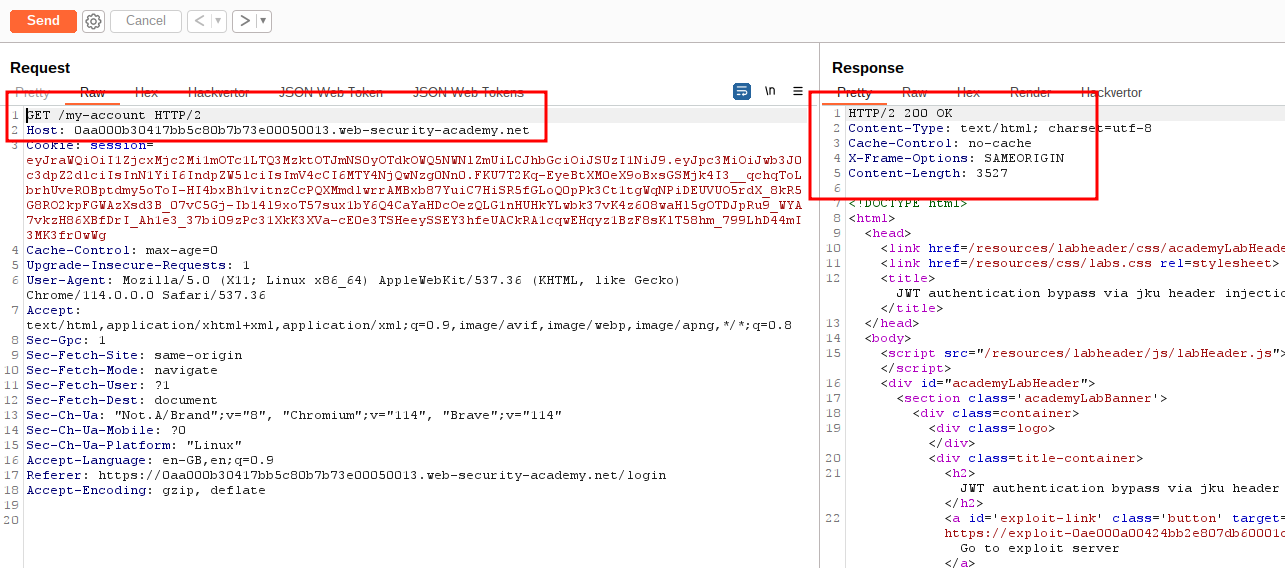 Send Cancel < >
Request
Pretty Raw Hex Hackvertor JSON Web Token JSON Web Tokens \n
1 GET /my-account HTTP/2
2 Host: 0aa000b30417bb5c80b7b73e00050013.web-security-academy.net
3 Cookie: session=
4 Cache-Control: max-age=0
5 Upgrade-Insecure-Requests: 1
6 User-Agent: Mozilla/5.0 (X11; Linux x86_64) AppleWebKit/537.36 (KHTML, like Gecko)
Chrome/114.0.0.0 Safari/537.36
7 Accept:
text/html,application/xhtml+xml,application/xml;q=0.9,image/avif,image/webp,image/apng,*/*;q=0.8
8 Sec-Gpc: 1
9 Sec-Fetch-Site: same-origin
10 Sec-Fetch-Mode: navigate
11 Sec-Fetch-User: ?1
12 Sec-Fetch-Dest: document
13 Sec-Ch-Ua: "Not.A/Brand";v="8", "Chromium";v="114", "Brave";v="114"
14 Sec-Ch-Ua-Mobile: ?0
15 Sec-Ch-Ua-Platform: "Linux"
16 Accept-Language: en-GB,en;q=0.9
17 Referer: https://0aa000b30417bb5c80b7b73e00050013.web-security-academy.net/login
18 Accept-Encoding: gzip, deflate
19
20
Response
Pretty Raw Hex Render Hackvertor
1 HTTP/2 200 OK
2 Content-Type: text/html; charset=utf-8
3 Cache-Control: no-cache
4 X-Frame-Options: SAMEORIGIN
5 Content-Length: 3527
6
7 <!DOCTYPE html>
8 <html>
9 <head>
10 <link href=/resources/labheader/css/academyLabHeade
11 <link href=/resources/css/labs.css rel=stylesheet>
12 <title>
JWT authentication bypass via jku header injectio
</title>
13 </head>
14 <body>
15 <script src="/resources/labheader/js/labHeader.js">
</script>
16 <div id="academyLabHeader">
17 <section class='academyLabBanner'>
18 <div class=container>
19 <div class=logo>
</div>
20 <div class=title-container>
21 <h2>
JWT authentication bypass via jku header
</h2>
22 <a id='exploit-link' class='button' target=
https://exploit-0ae000a00424bb2e807db60001
Go to exploit server
</a>